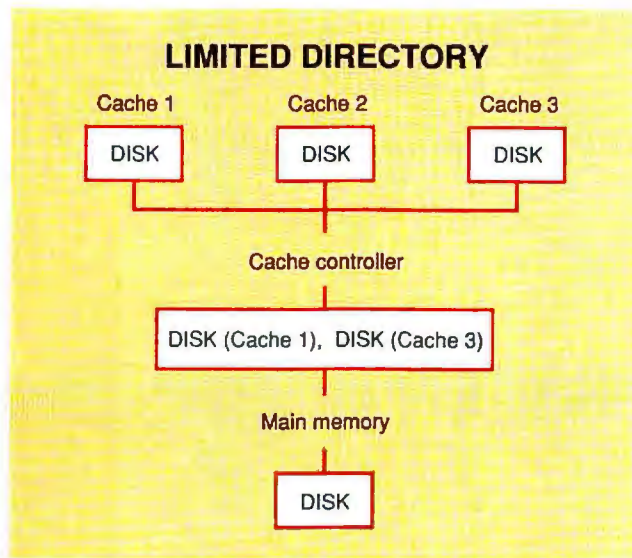 LIMITED DIRECTORY
Cache 1 Cache 2 Cache 3
DISK DISK DISK
Cache controller
DISK (Cache 1), DISK (Cache 3)
Main memory
DISK